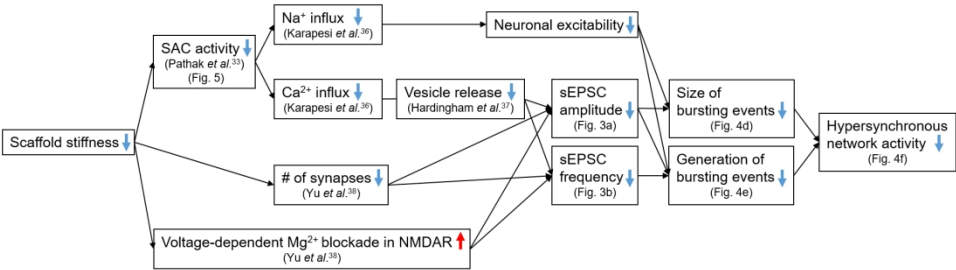 Na⁺ influx
(Karapesi et al.³⁶)
Neuronal excitability
SAC activity
(Pathak et al.³³)
(Fig. 5)
Ca²⁺ influx
(Karapesi et al.³⁶)
Vesicle release
(Hardingham et al.³⁷)
sEPSC
amplitude
(Fig. 3a)
Size of
bursting events
(Fig. 4d)
Scaffold stiffness
Hypersynchronous
network activity
(Fig. 4f)
# of synapses
(Yu et al.³⁸)
sEPSC
frequency
(Fig. 3b)
Generation of
bursting events
(Fig. 4e)
Voltage-dependent Mg²⁺ blockade in NMDAR
(Yu et al.³⁸)